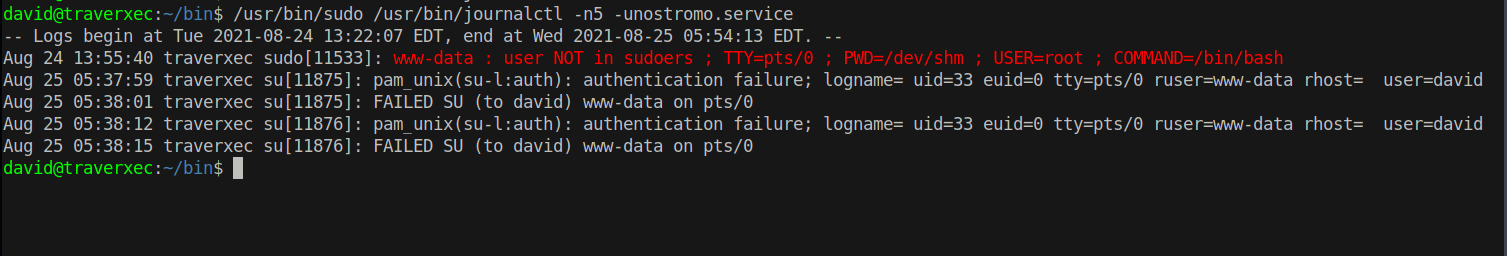 david@traverxec:~/bin$ /usr/bin/sudo /usr/bin/journalctl -n5 -unostromo.service
-- Logs begin at Tue 2021-08-24 13:22:07 EDT, end at Wed 2021-08-25 05:54:13 EDT. --
Aug 24 13:55:40 traverxec sudo[11533]: www-data : user NOT in sudoers ; TTY=pts/0 ; PWD=/dev/shm ; USER=root ; COMMAND=/bin/bash
Aug 25 05:37:59 traverxec su[11875]: pam_unix(su-l:auth): authentication failure; logname= uid=33 euid=0 tty=pts/0 ruser=www-data rhost=  user=david
Aug 25 05:38:01 traverxec su[11875]: FAILED SU (to david) www-data on pts/0
Aug 25 05:38:12 traverxec su[11876]: pam_unix(su-l:auth): authentication failure; logname= uid=33 euid=0 tty=pts/0 ruser=www-data rhost=  user=david
Aug 25 05:38:15 traverxec su[11876]: FAILED SU (to david) www-data on pts/0
david@traverxec:~/bin$